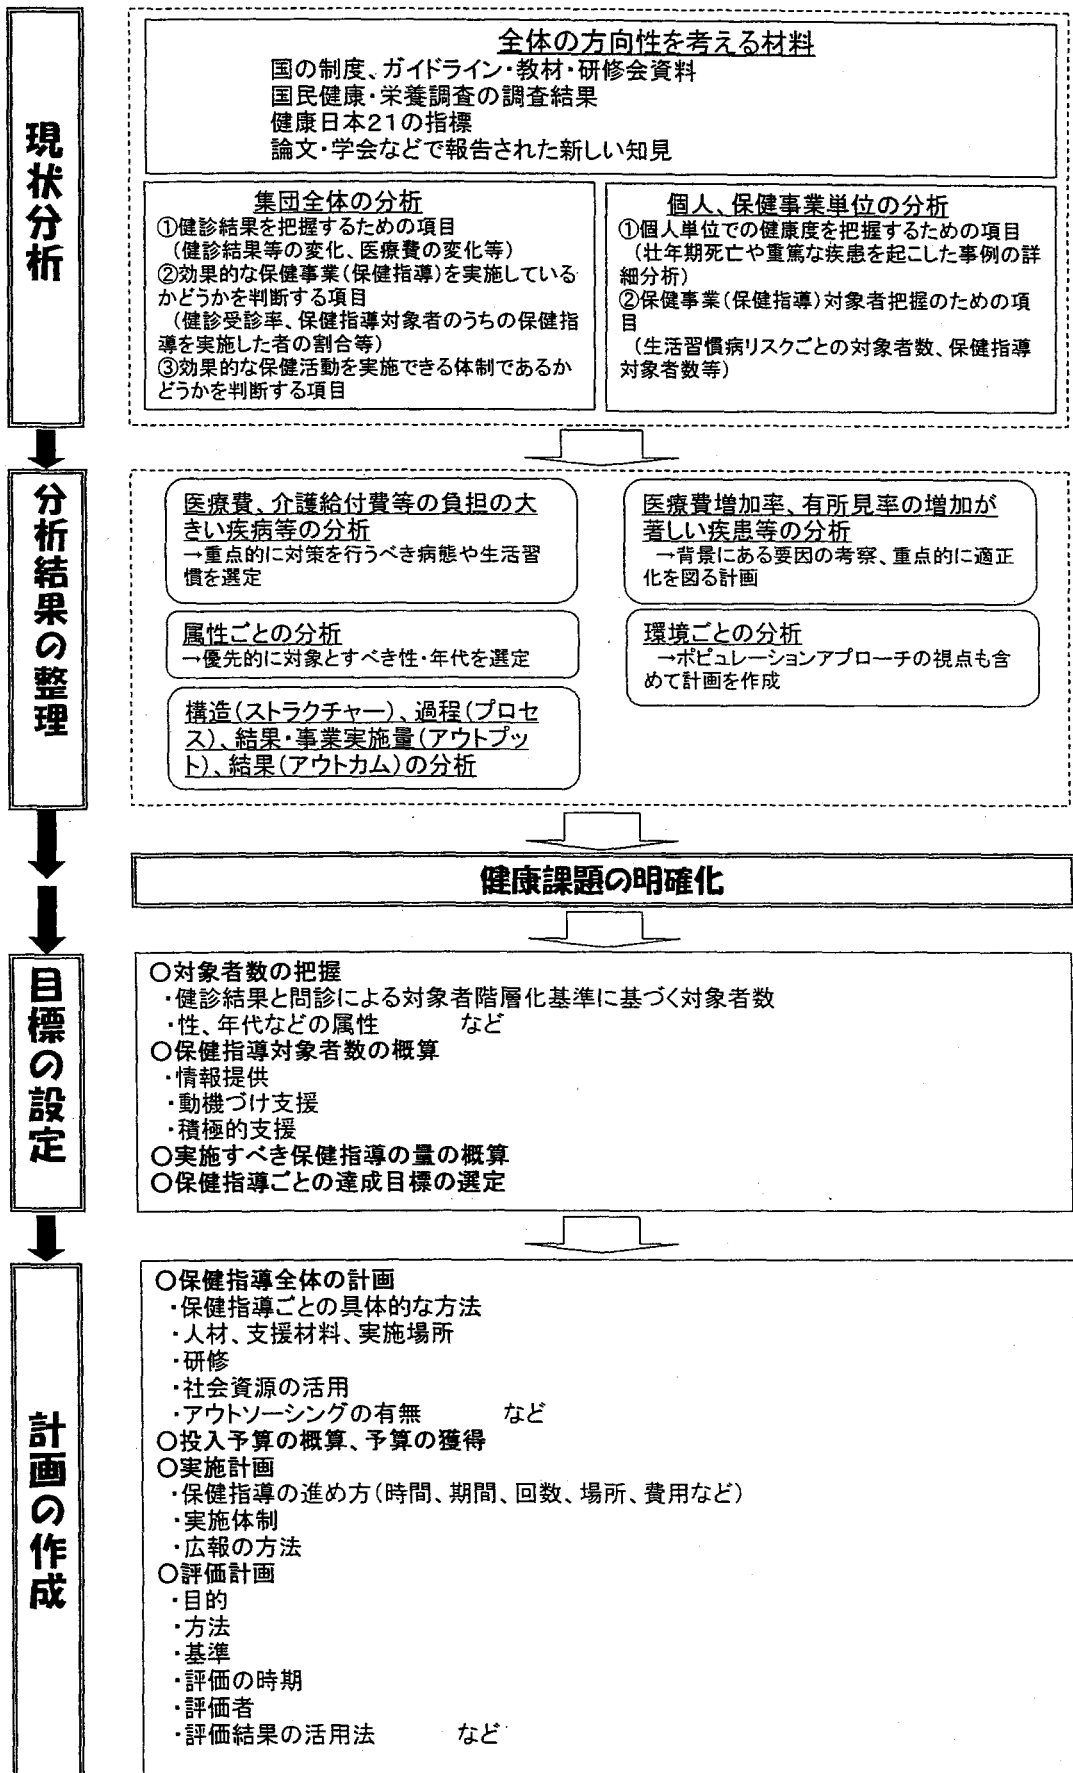 現状分析
全体の方向性を考える材料
国の制度、ガイドライン・教材・研修会資料
国民健康・栄養調査の調査結果
健康日本21の指標
論文・学会などで報告された新しい知見
集団全体の分析
①健診結果を把握するための項目
（健診結果等の変化、医療費の変化等）
②効果的な保健事業（保健指導）を実施している
かどうかを判断する項目
（健診受診率、保健指導対象者のうちの保健指
導を実施した者の割合等）
③効果的な保健活動を実施できる体制であるか
どうかを判断する項目
個人、保健事業単位の分析
①個人単位での健康度を把握するための項目
（壮年期死亡や重篤な疾患を起こした事例の詳
細分析）
②保健事業（保健指導）対象者把握のための項
目
（生活習慣病リスクごとの対象者数、保健指導
対象者数等）
分析結果の整理
医療費、介護給付費等の負担の大
きい疾病等の分析
→重点的に対策を行うべき病態や生活習
慣を選定
医療費増加率、有所見率の増加が
著しい疾患等の分析
→背景にある要因の考察、重点的に適正
化を図る計画
属性ごとの分析
→優先的に対象とすべき性・年代を選定
環境ごとの分析
→ポピュレーションアプローチの視点も含
めて計画を作成
構造（ストラクチャー）、過程（プロセ
ス）、結果・事業実施量（アウトプッ
ト）、結果（アウトカム）の分析
健康課題の明確化
目標の設定
○対象者数の把握
・健診結果と問診による対象者階層化基準に基づく対象者数
・性、年代などの属性　　　など
○保健指導対象者数の概算
・情報提供
・動機づけ支援
・積極的支援
○実施すべき保健指導の量の概算
○保健指導ごとの達成目標の選定
計画の作成
○保健指導全体の計画
・保健指導ごとの具体的な方法
・人材、支援材料、実施場所
・研修
・社会資源の活用
・アウトソーシングの有無　　　など
○投入予算の概算、予算の獲得
○実施計画
・保健指導の進め方（時間、期間、回数、場所、費用など）
・実施体制
・広報の方法
○評価計画
・目的
・方法
・基準
・評価の時期
・評価者
・評価結果の活用法　　　など